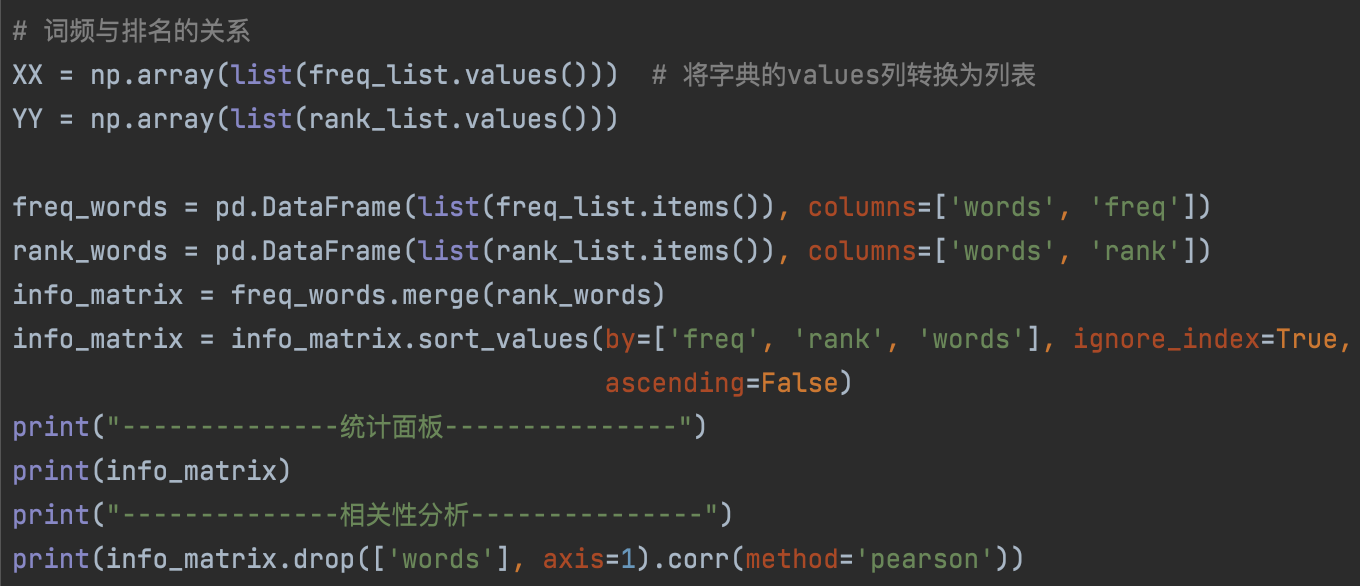 # 词频与排名的关系
XX = np.array(list(freq_list.values()))  # 将字典的values列转换为列表
YY = np.array(list(rank_list.values()))

freq_words = pd.DataFrame(list(freq_list.items()), columns=['words', 'freq'])
rank_words = pd.DataFrame(list(rank_list.items()), columns=['words', 'rank'])
info_matrix = freq_words.merge(rank_words)
info_matrix = info_matrix.sort_values(by=['freq', 'rank', 'words'], ignore_index=True,
                                      ascending=False)
print("--------------统计面板---------------")
print(info_matrix)
print("--------------相关性分析---------------")
print(info_matrix.drop(['words'], axis=1).corr(method='pearson'))